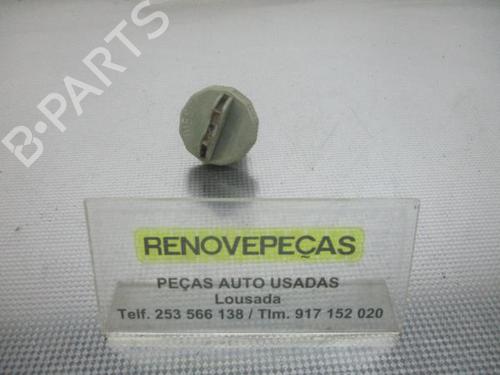 B-PARTS
RENOVEPEÇAS
PEÇAS AUTO USADAS
Lousada
Telf. 253 566 138 / Tlm. 917 152 020